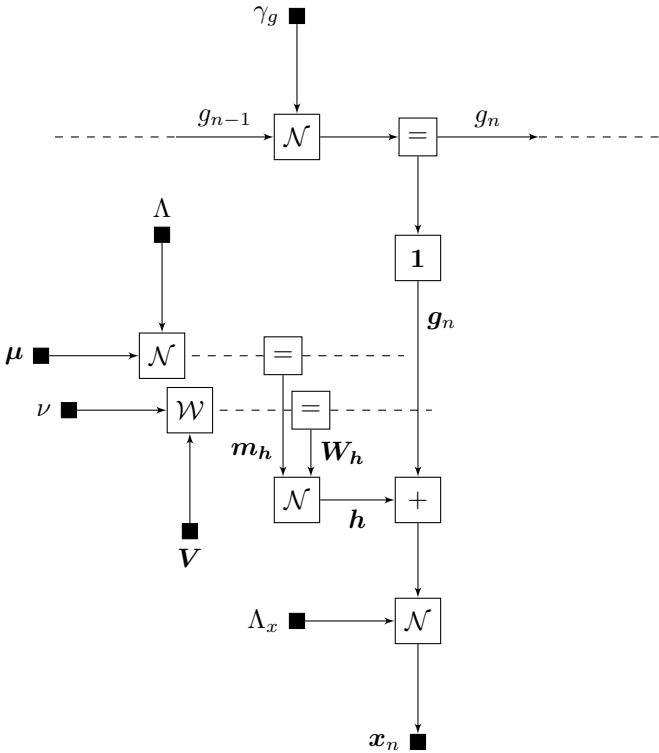 γ_g
g_{n−1} 𝒩 = g_n
Λ
𝟏
𝒈_n
𝝁 𝒩 =
ν 𝒲 =
𝒎_𝒉 𝑾_𝒉
𝒩 𝒉 +
𝑽
Λ_x 𝒩
𝒙_n